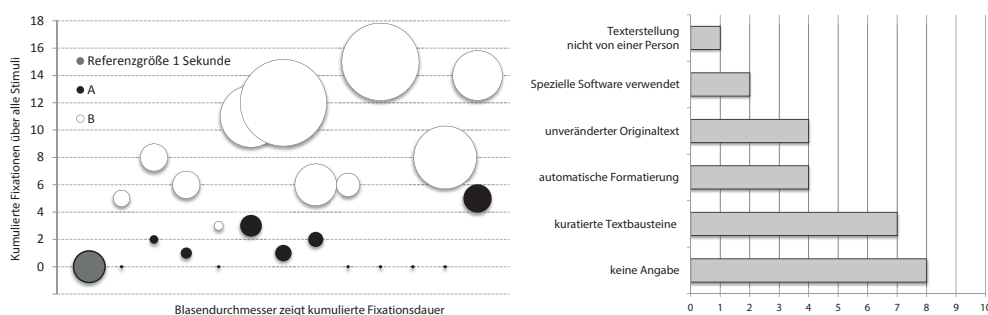 18
16
14
12
10
8
6
4
2
0
Kumulierte Fixationen über alle Stimuli
Referenzgröße 1 Sekunde
A
B
Blasendurchmesser zeigt kumulierte Fixationsdauer
Texterstellung
nicht von einer Person
Spezielle Software verwendet
unveränderter Originaltext
automatische Formatierung
kuratierte Textbausteine
keine Angabe
0 1 2 3 4 5 6 7 8 9 10